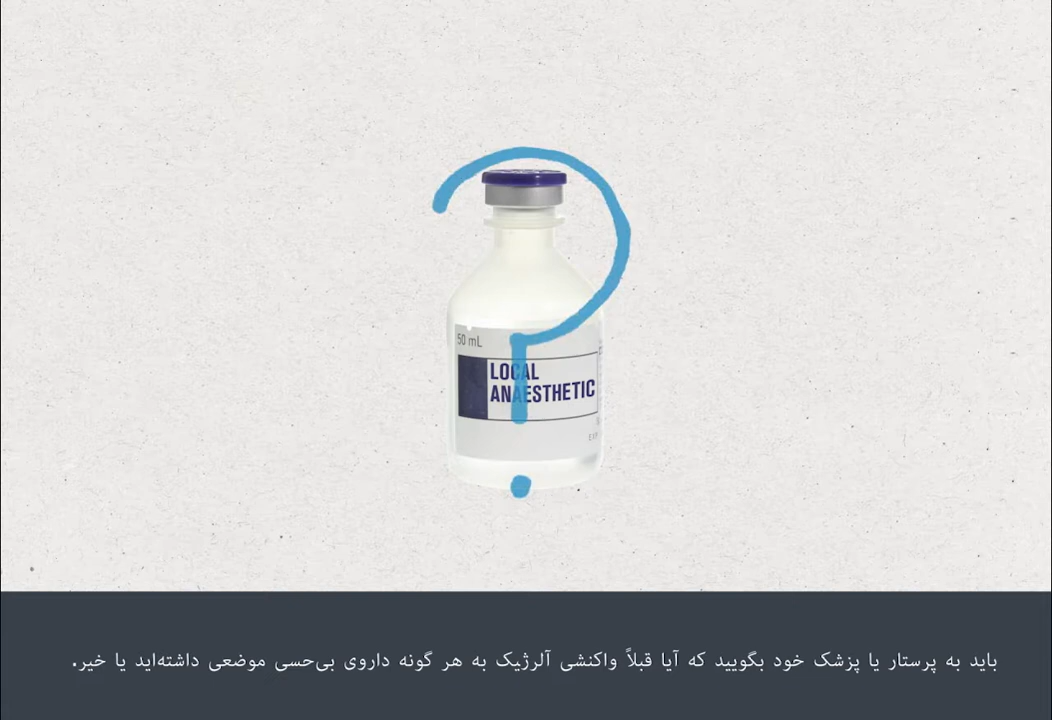 50 mL
LOCAL
ANAESTHETIC
باید به پرستار یا پزشک خود بگویید که آیا قبلاً واکنشی آلرژیک به هر گونه داروی بی‌حسی موضعی داشته‌اید یا خیر.